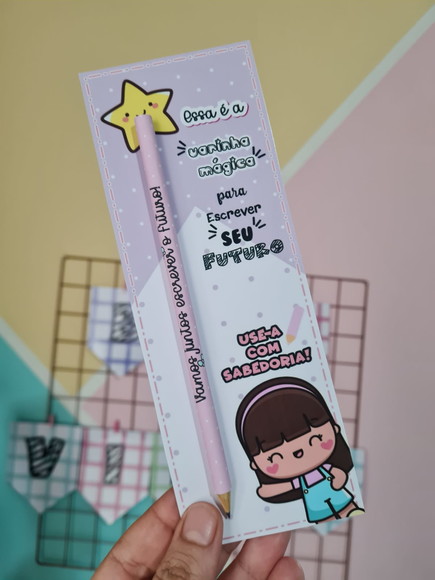 Essa é a
varinha
mágica
para
Escrever
SEU
FUTURO
Vamos juntos escrever o futuro!
USE-A
COM
SABEDORIA!
V I